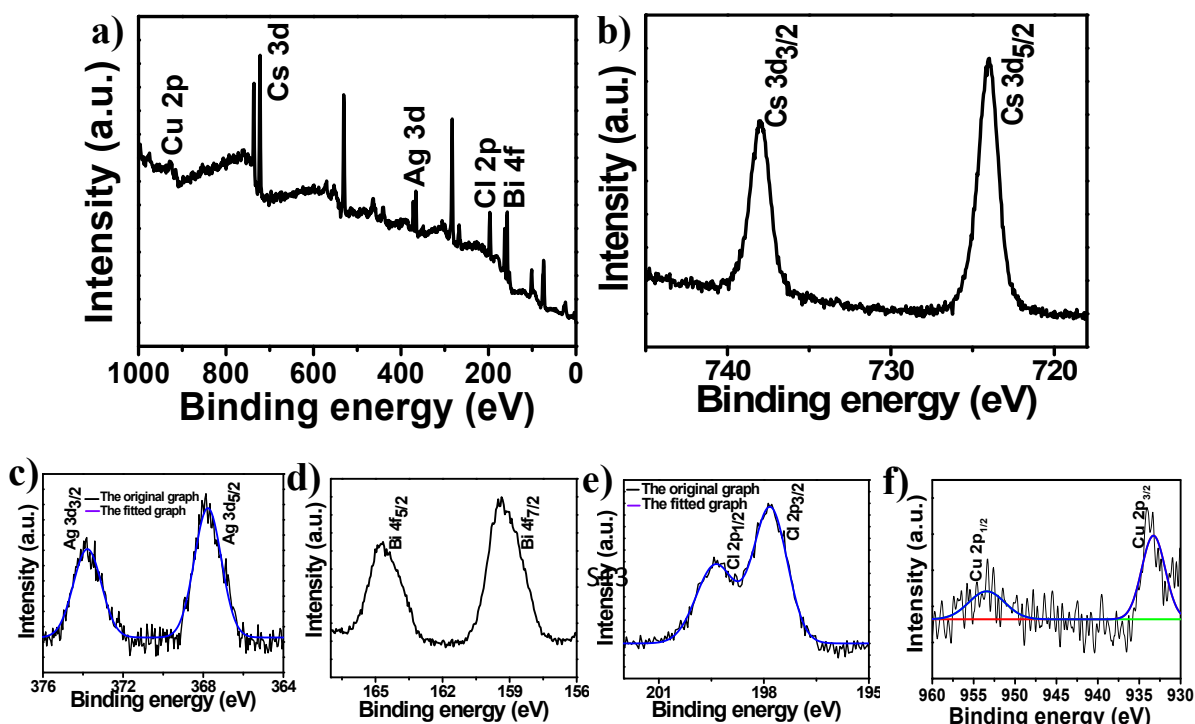 a)
Intensity (a.u.)
Cu 2p
Cs 3d
Ag 3d
Cl 2p
Bi 4f
1000 800 600 400 200 0
Binding energy (eV)
b)
Intensity (a.u.)
Cs 3d3/2
Cs 3d5/2
740 730 720
Binding energy (eV)
c)
Intensity (a.u.)
The original graph
The fitted graph
Ag 3d3/2
Ag 3d5/2
376 372 368 364
Binding energy (eV)
d)
Intensity (a.u.)
Bi 4f5/2
Bi 4f7/2
165 162 159 156
Binding energy (eV)
e)
Intensity (a.u.)
The original graph
The fitted graph
Cl 2p1/2
Cl 2p3/2
201 198 195
Binding energy (eV)
f)
Intensity (a.u.)
Cu 2p1/2
Cu 2p3/2
960 955 950 945 940 935 930
Binding energy (eV)